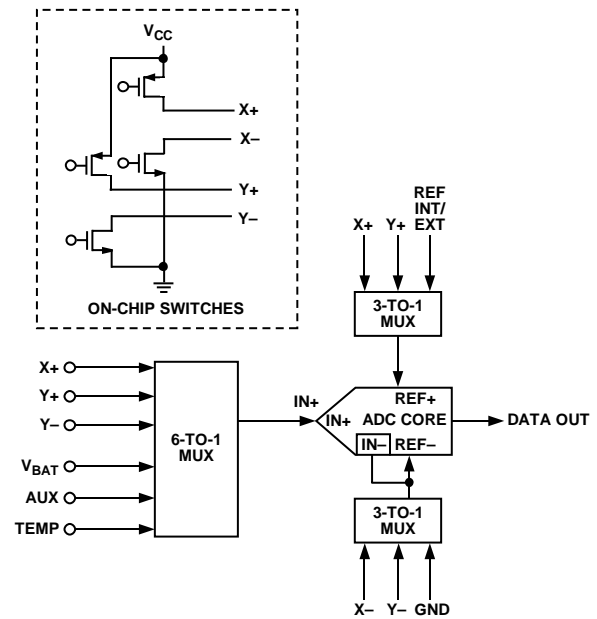 VCC
X+
X–
Y+
Y–
ON-CHIP SWITCHES
REF
INT/
EXT
X+ Y+
3-TO-1
MUX
X+
Y+
Y–
VBAT
AUX
TEMP
6-TO-1
MUX
IN+
IN+
REF+
ADC CORE
IN– REF–
DATA OUT
3-TO-1
MUX
X– Y– GND